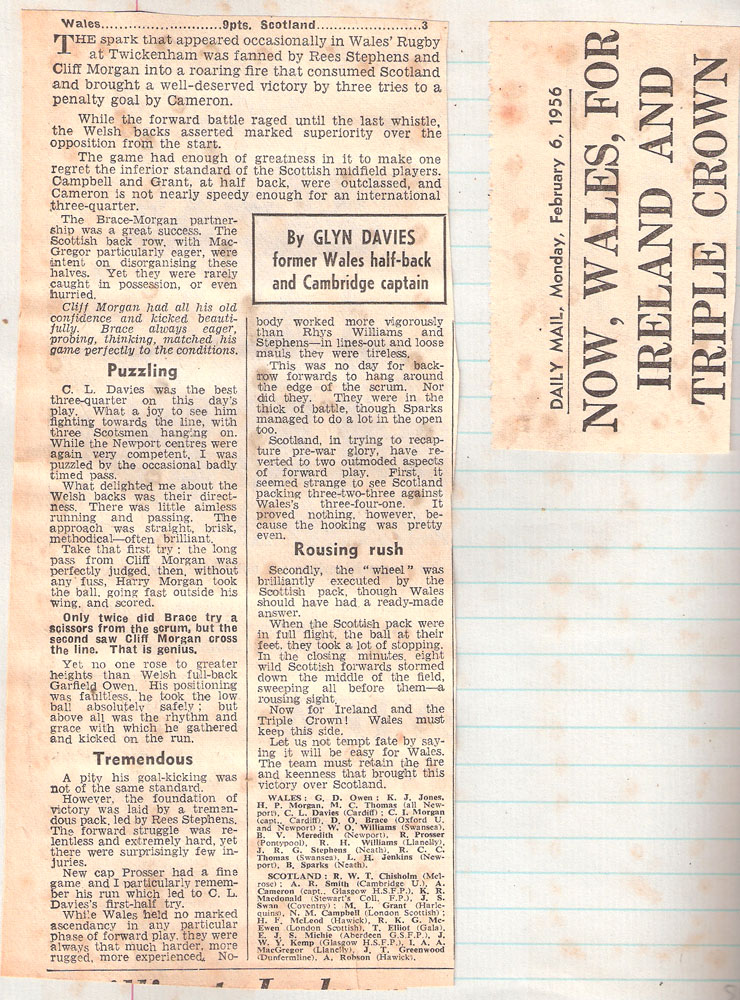 Wales...........................9pts. Scotland.......................3
THE spark that appeared occasionally in Wales' Rugby
at Twickenham was fanned by Rees Stephens and
Cliff Morgan into a roaring fire that consumed Scotland
and brought a well-deserved victory by three tries to a
penalty goal by Cameron.
While the forward battle raged until the last whistle,
the Welsh backs asserted marked superiority over the
opposition from the start.
The game had enough of greatness in it to make one
regret the inferior standard of the Scottish midfield players.
Campbell and Grant, at half back, were outclassed, and
Cameron is not nearly speedy enough for an international
three-quarter.
The Brace-Morgan partner-
ship was a great success. The
Scottish back row, with Mac-
Gregor particularly eager, were
intent on disorganising these
halves. Yet they were rarely
caught in possession, or even
hurried.
Cliff Morgan had all his old
confidence and kicked beauti-
fully. Brace always eager,
probing, thinking, matched his
game perfectly to the conditions.
Puzzling
C. L. Davies was the best
three-quarter on this day's
play. What a joy to see him
fighting towards the line, with
three Scotsmen hanging on.
While the Newport centres were
again very competent, I was
puzzled by the occasional badly
timed pass.
What delighted me about the
Welsh backs was their direct-
ness. There was little aimless
running and passing. The
approach was straight, brisk,
methodical—often brilliant.
Take that first try: the long
pass from Cliff Morgan was
perfectly judged, then, without
any fuss, Harry Morgan took
the ball, going fast outside his
wing, and scored.
Only twice did Brace try a
scissors from the scrum, but the
second saw Cliff Morgan cross
the line. That is genius.
Yet no one rose to greater
heights than Welsh full-back
Garfield Owen. His positioning
was faultless, he took the low
ball absolutely safely; but
above all was the rhythm and
grace with which he gathered
and kicked on the run.
Tremendous
A pity his goal-kicking was
not of the same standard.
However, the foundation of
victory was laid by a tremen-
dous pack, led by Rees Stephens.
The forward struggle was re-
lentless and extremely hard, yet
there were surprisingly few in-
juries.
New cap Prosser had a fine
game and I particularly remem-
ber his run which led to C. L.
Davies's first-half try.
While Wales held no marked
ascendancy in any particular
phase of forward play, they were
always that much harder, more
rugged, more experienced. No-
By GLYN DAVIES
former Wales half-back
and Cambridge captain
body worked more vigorously
than Rhys Williams and
Stephens—in lines-out and loose
mauls they were tireless.
This was no day for back-
row forwards to hang around
the edge of the scrum. Nor
did they. They were in the
thick of battle, though Sparks
managed to do a lot in the open
too.
Scotland, in trying to recap-
ture pre-war glory, have re-
verted to two outmoded aspects
of forward play. First, it
seemed strange to see Scotland
packing three-two-three against
Wales's three-four-one. It
proved nothing, however, be-
cause the hooking was pretty
even.
Rousing rush
Secondly, the "wheel" was
brilliantly executed by the
Scottish pack, though Wales
should have had a ready-made
answer.
When the Scottish pack were
in full flight, the ball at their
feet, they took a lot of stopping.
In the closing minutes, eight
wild Scottish forwards stormed
down the middle of the field,
sweeping all before them—a
rousing sight.
Now for Ireland and the
Triple Crown! Wales must
keep this side.
Let us not tempt fate by say-
ing it will be easy for Wales.
The team must retain the fire
and keenness that brought this
victory over Scotland.
WALES: G. D. Owen; K. J. Jones,
H. P. Morgan, M. C. Thomas (all New-
port), C. L. Davies (Cardiff); C. I. Morgan
(capt., Cardiff), D. O. Brace (Oxford U.
and Newport); W. O. Williams (Swansea),
B. V. Meredith (Newport), R. Prosser
(Pontypool), R. H. Williams (Llanelly),
J. R. G. Stephens (Neath), R. C. C.
Thomas (Swansea), L. H. Jenkins (New-
port), B. Sparks (Neath).
SCOTLAND: R. W. T. Chisholm (Mel-
rose); A. R. Smith (Cambridge U.), A.
Cameron (capt., Glasgow H.S.F.P.), K. R.
Macdonald (Stewart's Coll. F.P.), J. S.
Swan (Coventry); M. L. Grant (Harle-
quins), N. M. Campbell (London Scottish);
H. F. McLeod (Hawick), R. K. G. Mc-
Ewen (London Scottish), T. Elliot (Gala),
E. J. S. Michie (Aberdeen G.S.F.P.), J.
W. Y. Kemp (Glasgow H.S.F.P.), I. A. A.
MacGregor (Llanelly), J. T. Greenwood
(Dunfermline), A. Robson (Hawick).
DAILY MAIL, Monday, February 6, 1956
NOW, WALES, FOR
IRELAND AND
TRIPLE CROWN